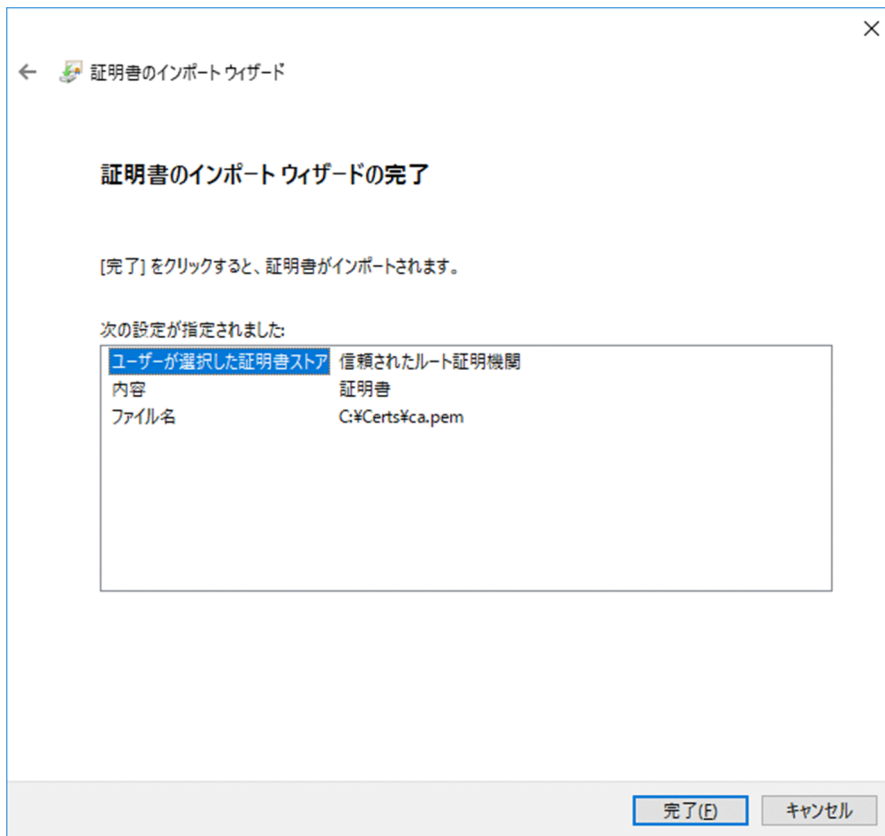 証明書のインポート ウィザード
証明書のインポート ウィザードの完了
[完了] をクリックすると、証明書がインポートされます。
次の設定が指定されました:
ユーザーが選択した証明書ストア 信頼されたルート証明機関
内容 証明書
ファイル名 C:¥Certs¥ca.pem
完了(F) キャンセル